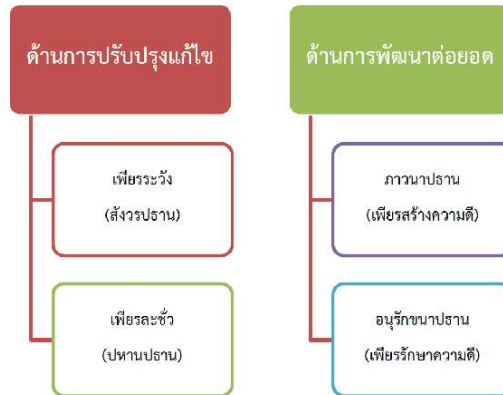 ด้านการปรับปรุงแก้ไข
เพียรระวัง
(สังวรปธาน)
เพียรละชั่ว
(ปหานปธาน)
ด้านการพัฒนาต่อยอด
ภาวนาปธาน
(เพียรสร้างความดี)
อนุรักขนาปธาน
(เพียรรักษาความดี)